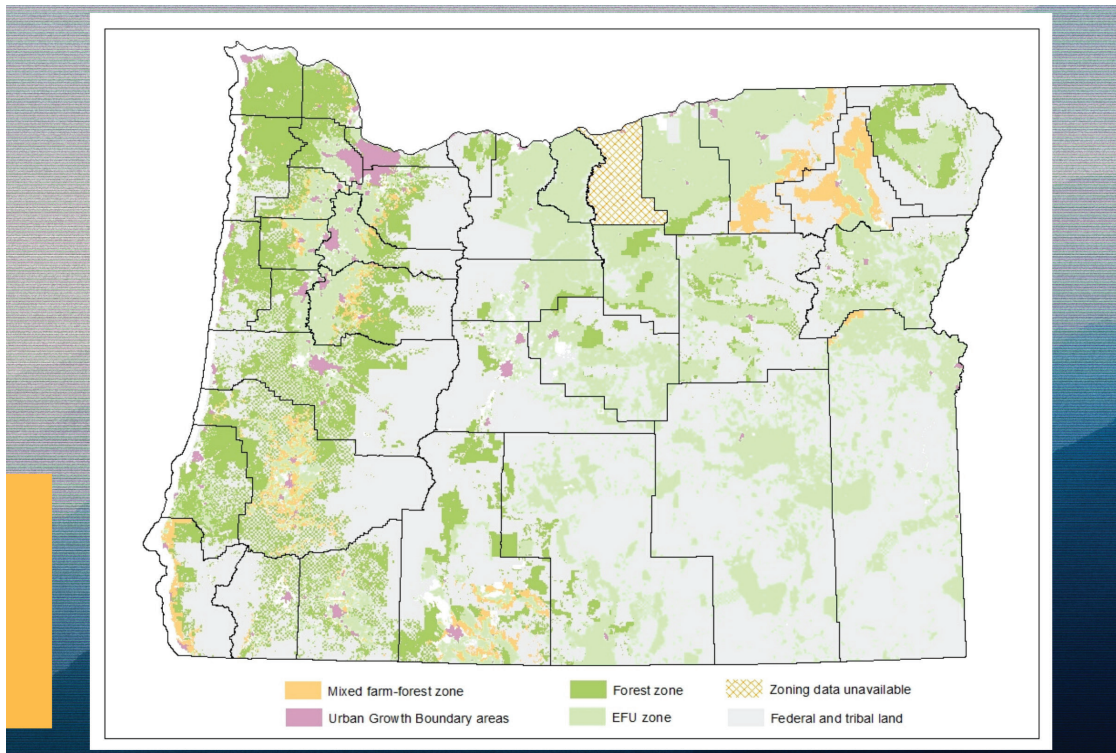 Mixed farm-forest zone
Forest zone
Zoning data unavailable
Urban Growth Boundary areas
EFU zone
Federal and tribal land